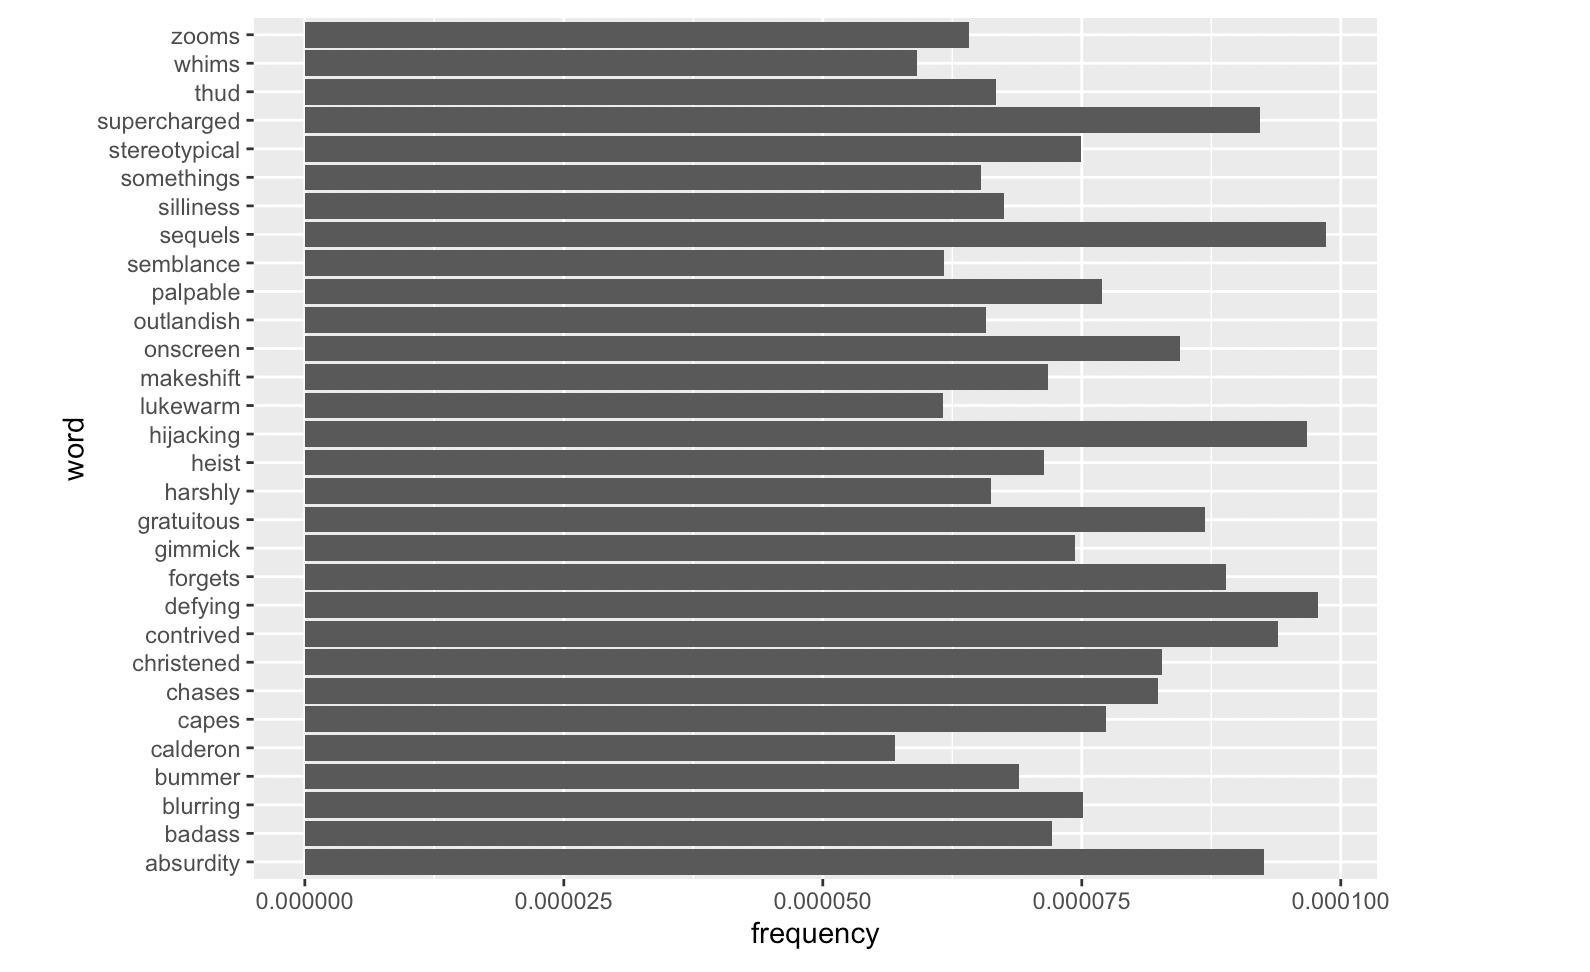 zooms
whims
thud
supercharged
stereotypical
somethings
silliness
sequels
semblance
palpable
outlandish
onscreen
makeshift
lukewarm
hijacking
heist
harshly
gratuitous
gimmick
forgets
defying
contrived
christened
chases
capes
calderon
bummer
blurring
badass
absurdity
word
0.000000 0.000025 0.000050 0.000075 0.000100
frequency